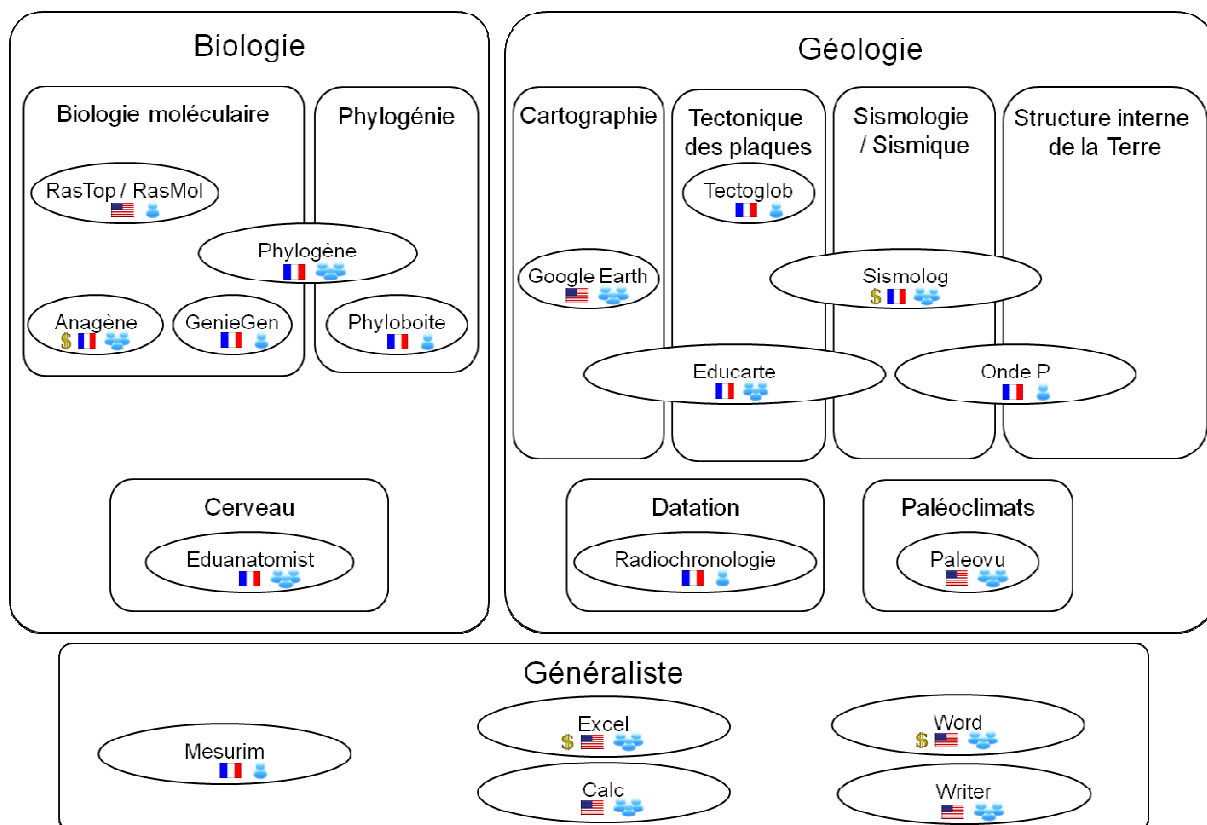 Biologie
Biologie moléculaire
RasTop / RasMol
Phylogénie
Phylogène
Anagène
$
GenieGen
Phyloboite
Cerveau
Eduanatomist
Géologie
Cartographie
Tectonique
des plaques
Sismologie
/ Sismique
Structure interne
de la Terre
Tectoglob
Google Earth
Sismolog
$
Educarte
Onde P
Datation
Radiochronologie
Paléoclimats
Paleovu
Généraliste
Mesurim
Excel
$
Word
$
Calc
Writer